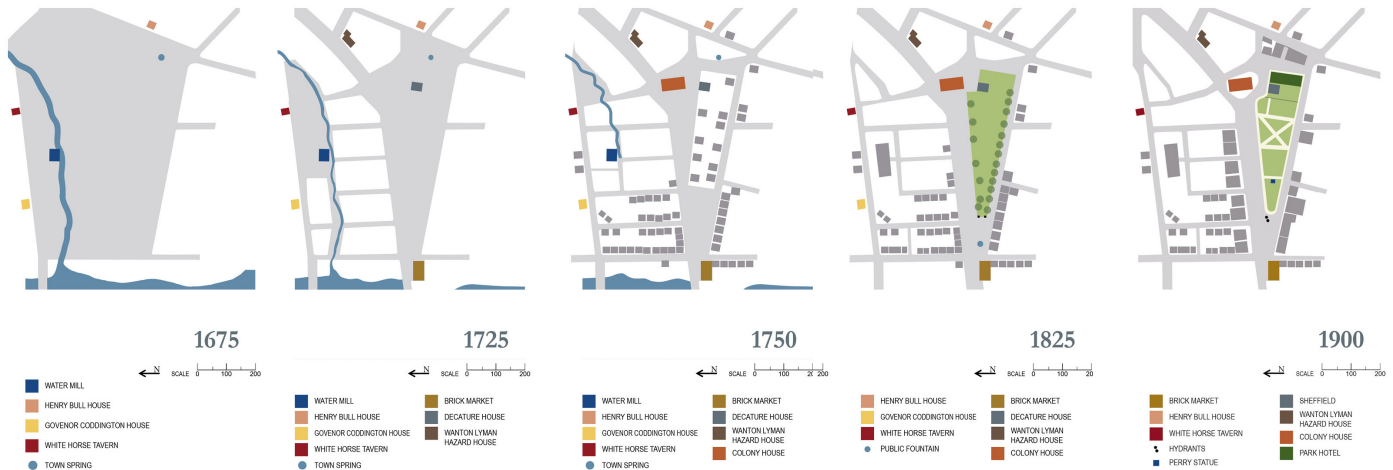 1675
N
SCALE 0 100 200
WATER MILL
HENRY BULL HOUSE
GOVENOR CODDINGTON HOUSE
WHITE HORSE TAVERN
TOWN SPRING
1725
N
SCALE 0 100 200
WATER MILL
HENRY BULL HOUSE
GOVENOR CODDINGTON HOUSE
WHITE HORSE TAVERN
TOWN SPRING
BRICK MARKET
DECATURE HOUSE
WANTON LYMAN
HAZARD HOUSE
1750
N
SCALE 0 100 200 200
WATER MILL
HENRY BULL HOUSE
GOVENOR CODDINGTON HOUSE
WHITE HORSE TAVERN
TOWN SPRING
BRICK MARKET
DECATURE HOUSE
WANTON LYMAN
HAZARD HOUSE
COLONY HOUSE
1825
N
SCALE 0 100 200
HENRY BULL HOUSE
GOVENOR CODDINGTON HOUSE
WHITE HORSE TAVERN
PUBLIC FOUNTAIN
BRICK MARKET
DECATURE HOUSE
WANTON LYMAN
HAZARD HOUSE
COLONY HOUSE
1900
N
SCALE 0 100 200
BRICK MARKET
HENRY BULL HOUSE
WHITE HORSE TAVERN
HYDRANTS
PERRY STATUE
SHEFFIELD
WANTON LYMAN
HAZARD HOUSE
COLONY HOUSE
PARK HOTEL